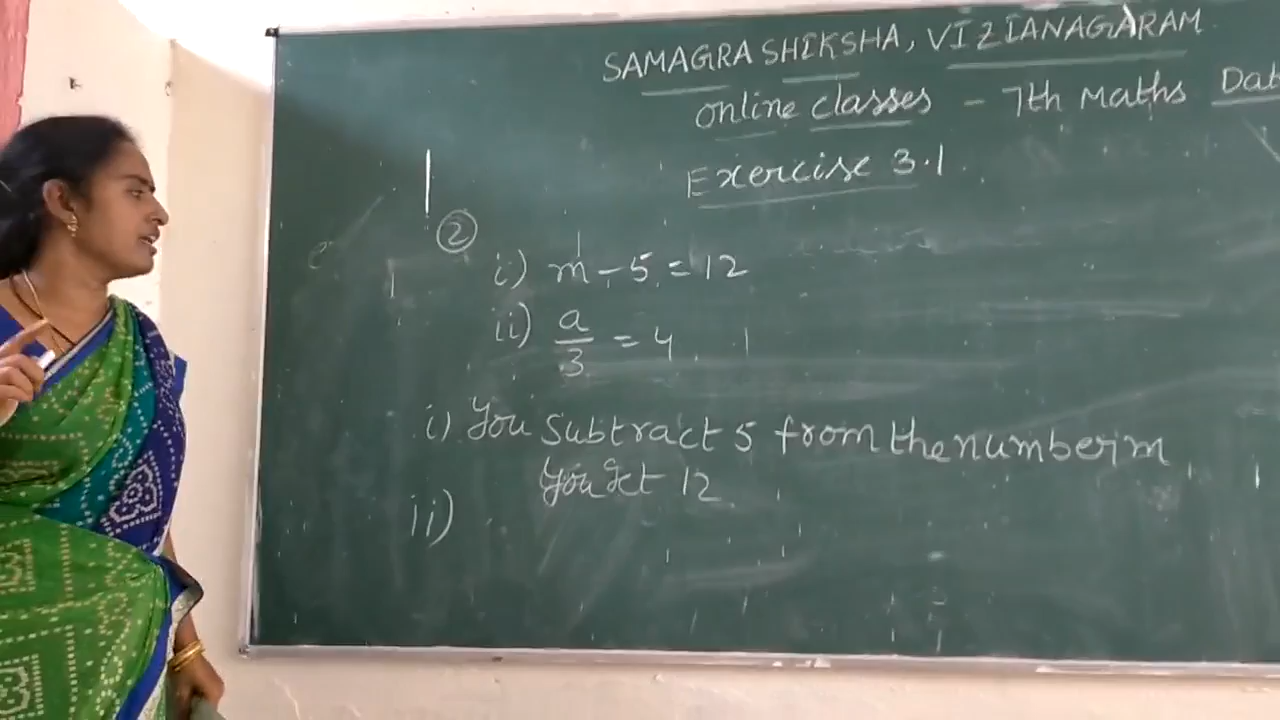 SAMAGRA SHIKSHA, VIZIANAGARAM
online classes - 7th Maths Dat
Exercise 3.1
②
i) m - 5 = 12
ii) a/3 = 4
i) You Subtract 5 from the number m
you get 12
ii)